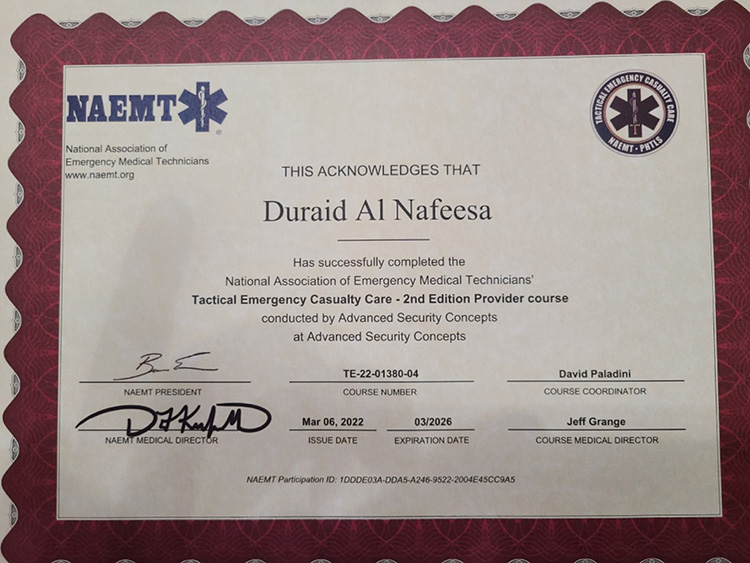 NAEMT
National Association of
Emergency Medical Technicians
www.naemt.org
TACTICAL EMERGENCY CASUALTY CARE
NAEMT · PHTLS
THIS ACKNOWLEDGES THAT
Duraid Al Nafeesa
Has successfully completed the
National Association of Emergency Medical Technicians'
Tactical Emergency Casualty Care - 2nd Edition Provider course
conducted by Advanced Security Concepts
at Advanced Security Concepts
NAEMT PRESIDENT
TE-22-01380-04
COURSE NUMBER
David Paladini
COURSE COORDINATOR
NAEMT MEDICAL DIRECTOR
Mar 06, 2022
ISSUE DATE
03/2026
EXPIRATION DATE
Jeff Grange
COURSE MEDICAL DIRECTOR
NAEMT Participation ID: 1DDDE03A-DDA5-A246-9522-2004E45CC9A5